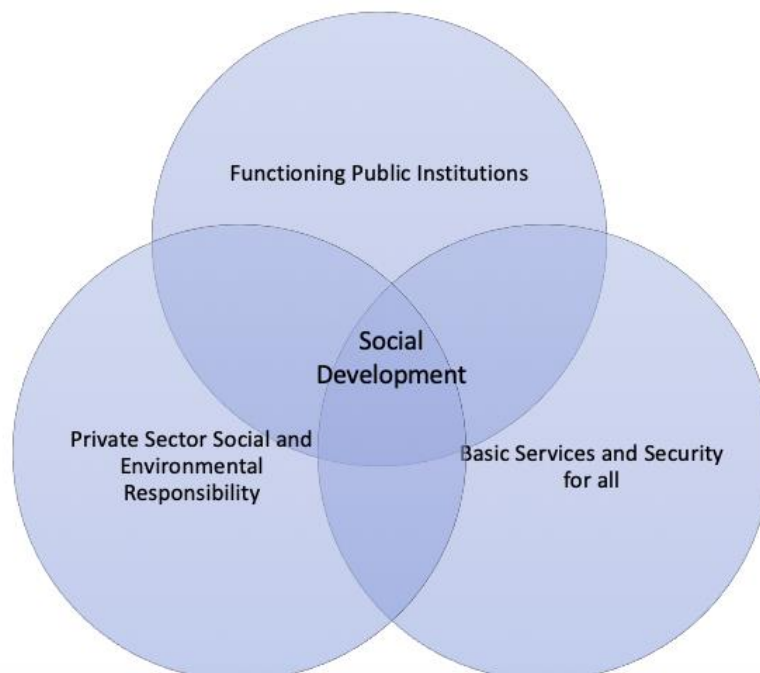 Functioning Public Institutions
Social
Development
Private Sector Social and
Environmental
Responsibility
Basic Services and Security
for all